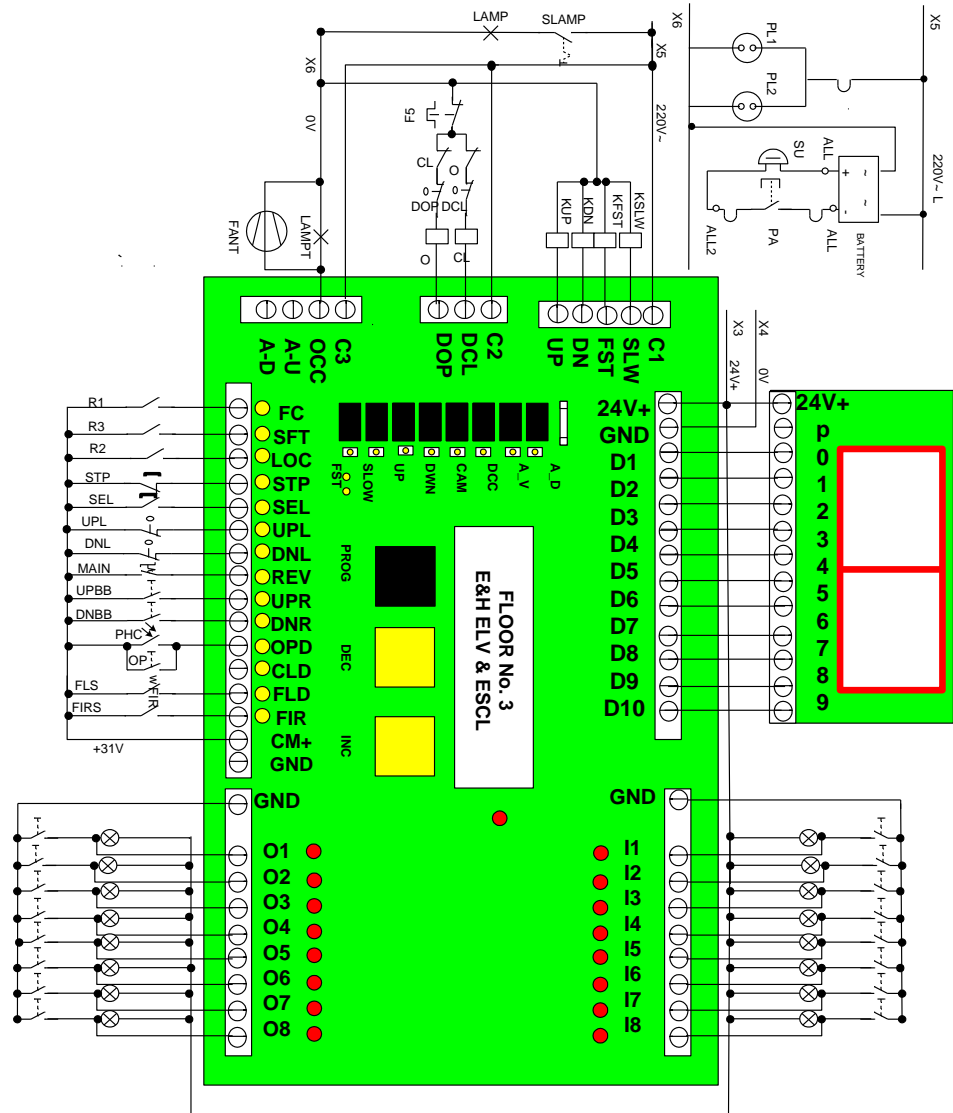 LAMP
SLAMP
X6
X5
X6
X5
PL1
PL2
0V
220V~
220V~ L
F5
CL
O
DOP
DCL
O
CL
KUP
KDN
KFST
KSLW
SU
ALL
+ ~
- ~
ALL2
PA
ALL
BATTERY
FANT
LAMPT
A-D
A-U
OCC
C3
DOP
DCL
C2
UP
DN
FST
SLW
C1
X3
24V+
X4
0V
R1
R3
R2
STP
SEL
UPL
DNL
MAIN
UPBB
DNBB
PHC
OP
wFIR
FLS
FIRS
+31V
0
0
0
0
FC
SFT
LOC
STP
SEL
UPL
DNL
REV
UPR
DNR
OPD
CLD
FLD
FIR
CM+
GND
FST
SLOW
UP
DWN
CAM
DCC
A_V
A_D
PROG
DEC
INC
FLOOR No. 3
E&H ELV & ESCL
24V+
GND
D1
D2
D3
D4
D5
D6
D7
D8
D9
D10
24V+
p
0
1
2
3
4
5
6
7
8
9
GND
O1
O2
O3
O4
O5
O6
O7
O8
GND
I1
I2
I3
I4
I5
I6
I7
I8